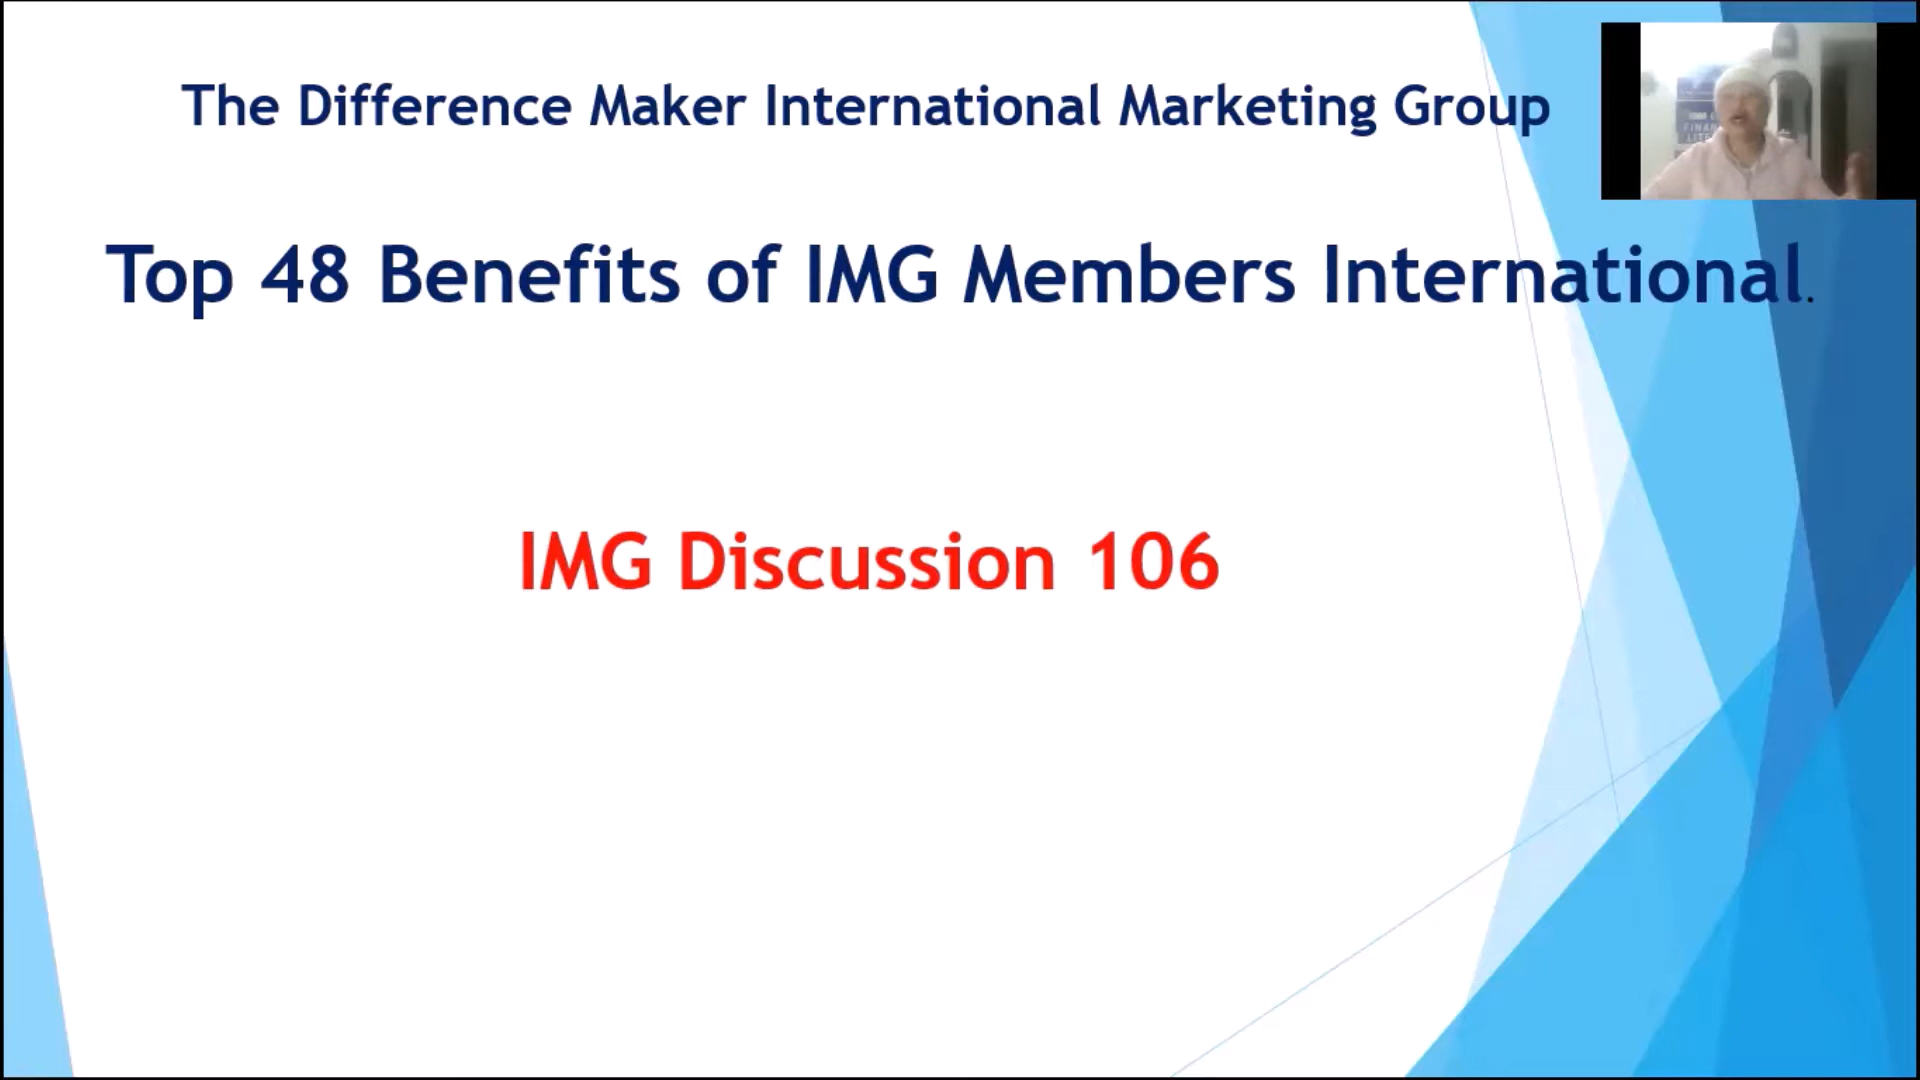 The Difference Maker International Marketing Group
Top 48 Benefits of IMG Members International.
IMG Discussion 106